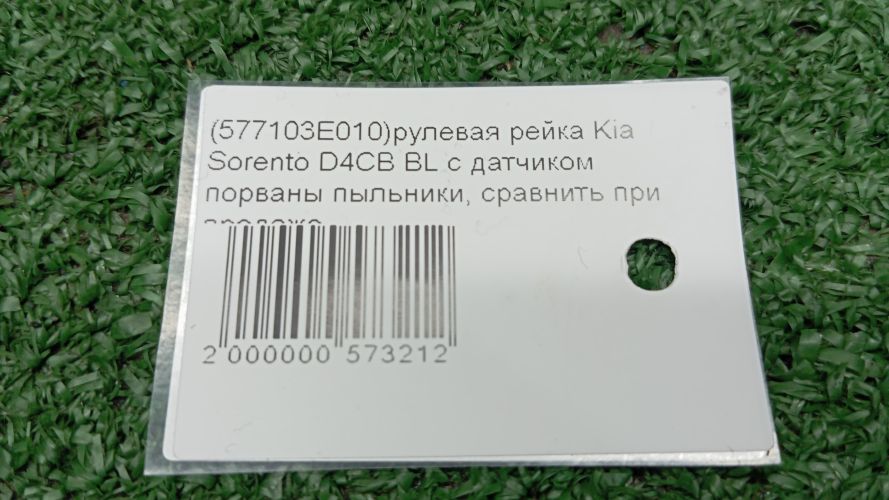 (577103E010)рулевая рейка Kia
Sorento D4CB BL с датчиком
порваны пыльники, сравнить при
2 000000 573212